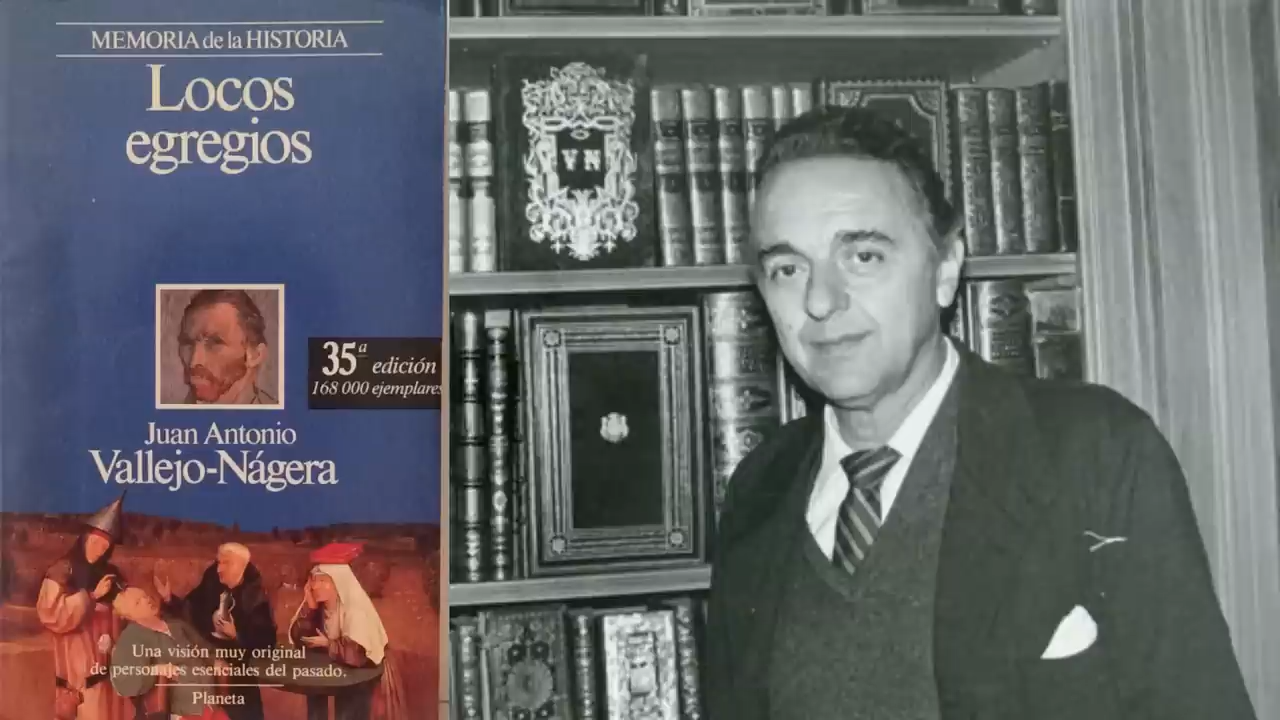 MEMORIA de la HISTORIA
Locos
egregios
35ª edición
168 000 ejemplares
Juan Antonio
Vallejo-Nágera
Una visión muy original
de personajes esenciales del pasado.
Planeta
VN